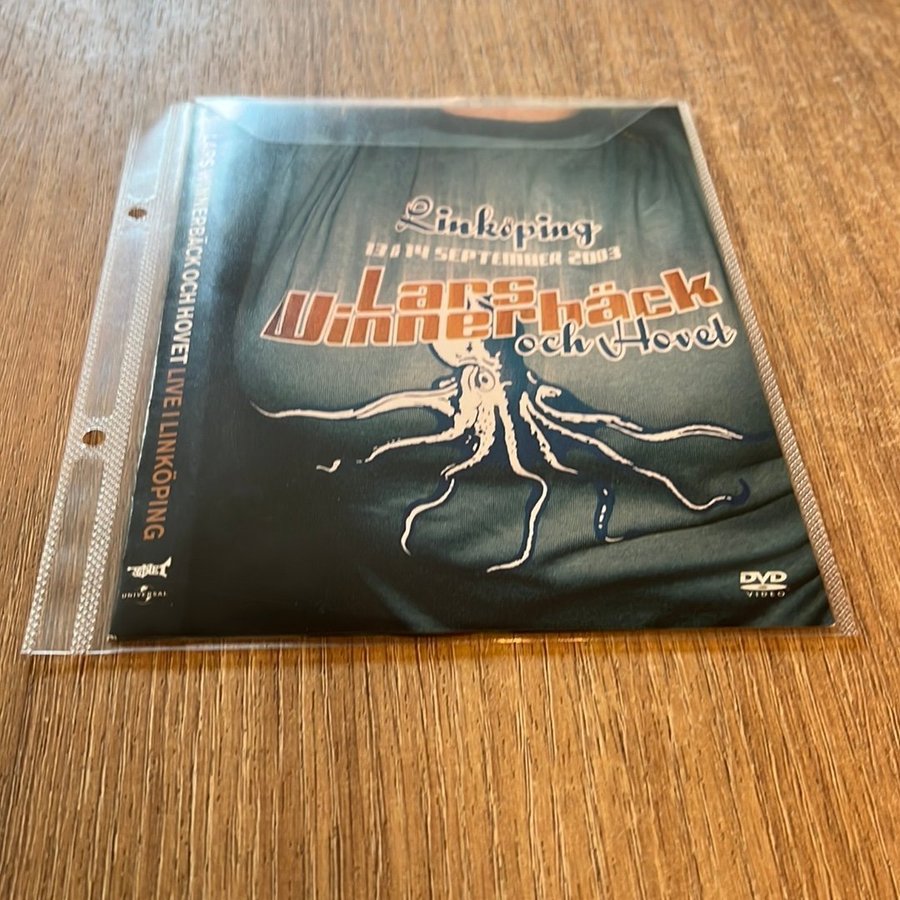 Linköping
13 & 14 SEPTEMBER 2003
Lars
Winnerbäck
och Hovet
LARS WINNERBÄCK OCH HOVET LIVE I LINKÖPING
UNIVERSAL
DVD
VIDEO